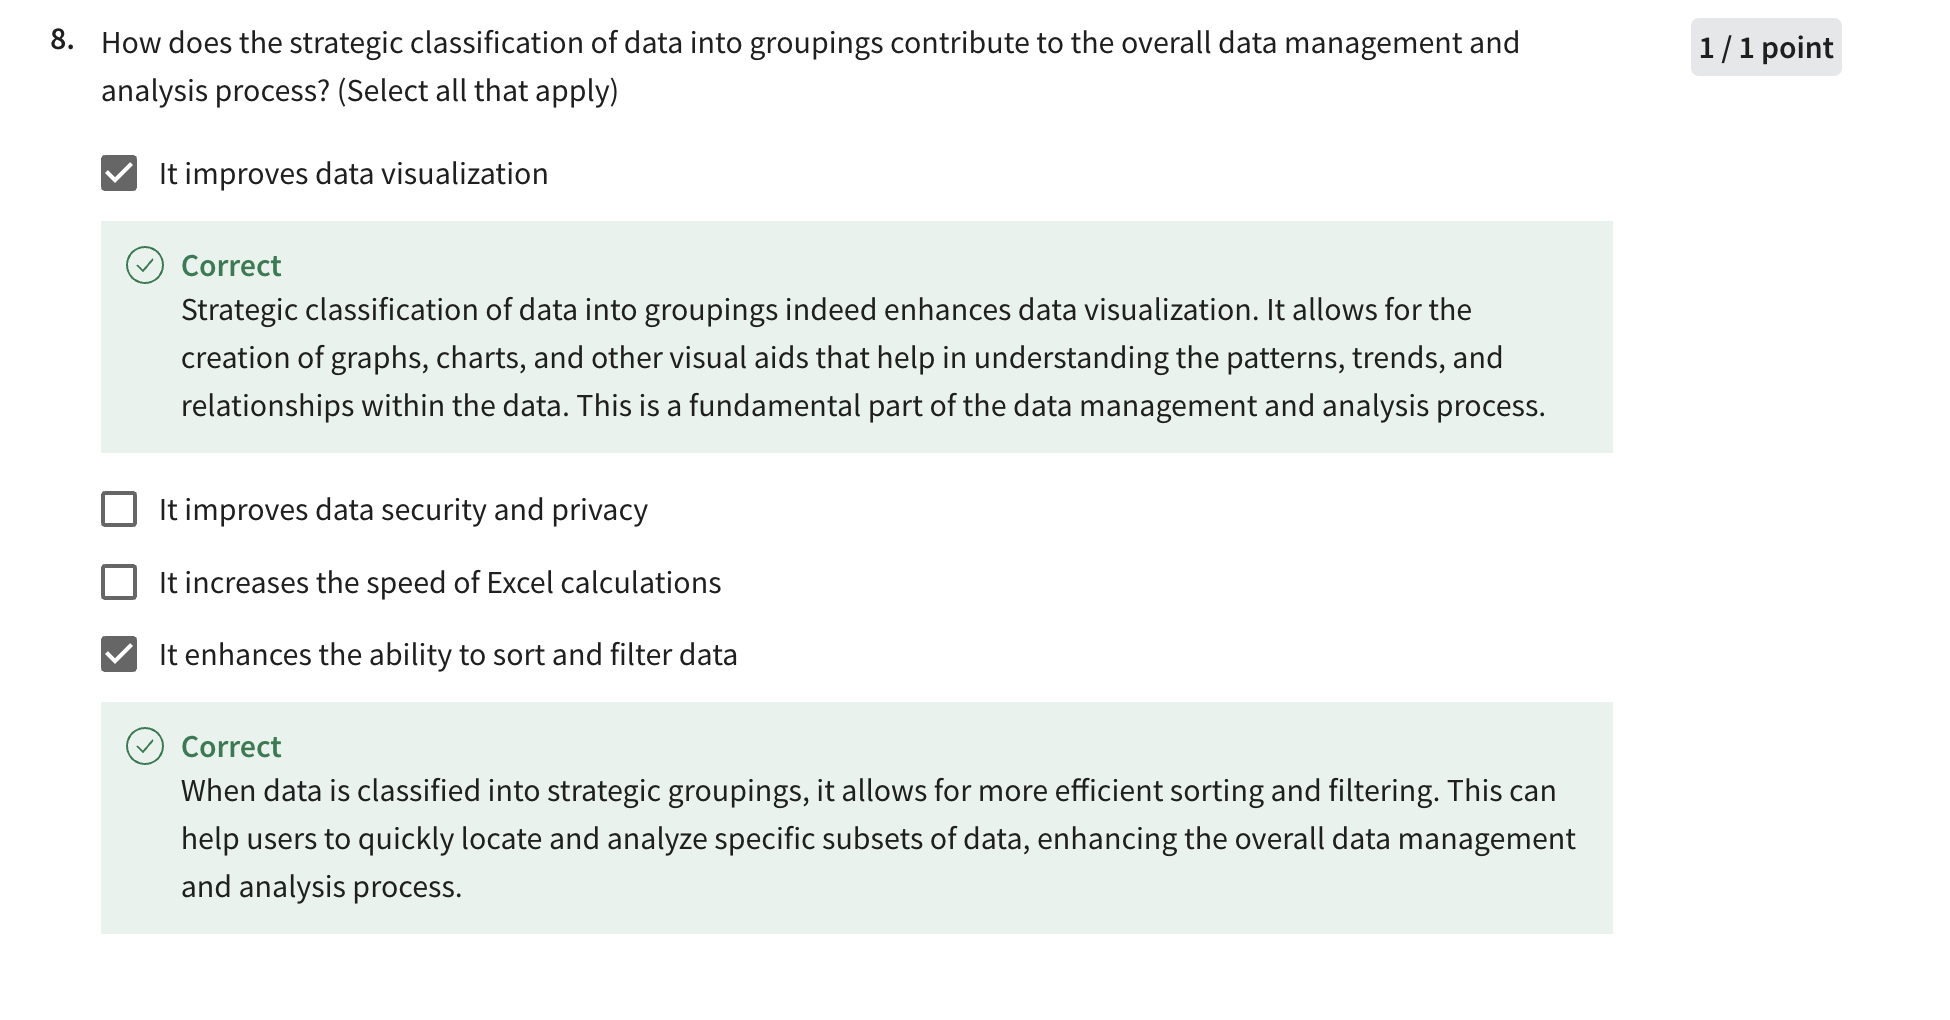 8. How does the strategic classification of data into groupings contribute to the overall data management and
analysis process? (Select all that apply)
1 / 1 point
It improves data visualization
Correct
Strategic classification of data into groupings indeed enhances data visualization. It allows for the
creation of graphs, charts, and other visual aids that help in understanding the patterns, trends, and
relationships within the data. This is a fundamental part of the data management and analysis process.
It improves data security and privacy
It increases the speed of Excel calculations
It enhances the ability to sort and filter data
Correct
When data is classified into strategic groupings, it allows for more efficient sorting and filtering. This can
help users to quickly locate and analyze specific subsets of data, enhancing the overall data management
and analysis process.